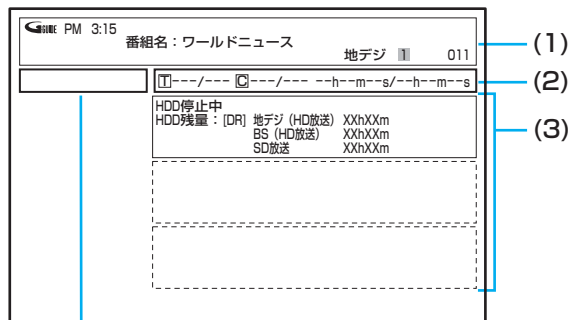 GGUIDE PM 3:15
番組名：ワールドニュース
地デジ 1 011
(1)
T---/--- C---/--- --h--m--s/--h--m--s
(2)
HDD停止中
HDD残量：[DR] 地デジ（HD放送） XXhXXm
BS（HD放送） XXhXXm
SD放送 XXhXXm
(3)